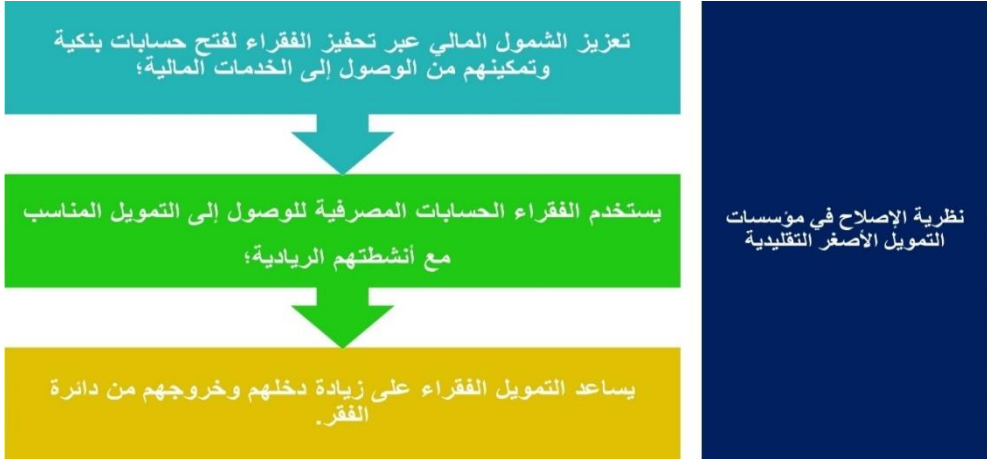 نظرية الإصلاح في مؤسسات
التمويل الأصغر التقليدية
تعزيز الشمول المالي عبر تحفيز الفقراء لفتح حسابات بنكية
وتمكينهم من الوصول إلى الخدمات المالية؛
يستخدم الفقراء الحسابات المصرفية للوصول إلى التمويل المناسب
مع أنشطتهم الريادية؛
يساعد التمويل الفقراء على زيادة دخلهم وخروجهم من دائرة
الفقر.